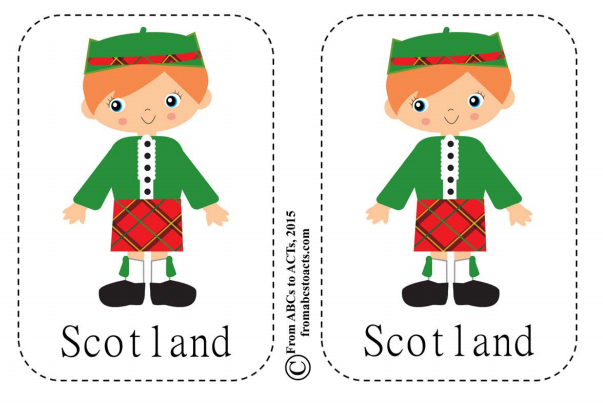 Scotland
© From ABCs to ACTs, 2015
fromabcstoacts.com
Scotland